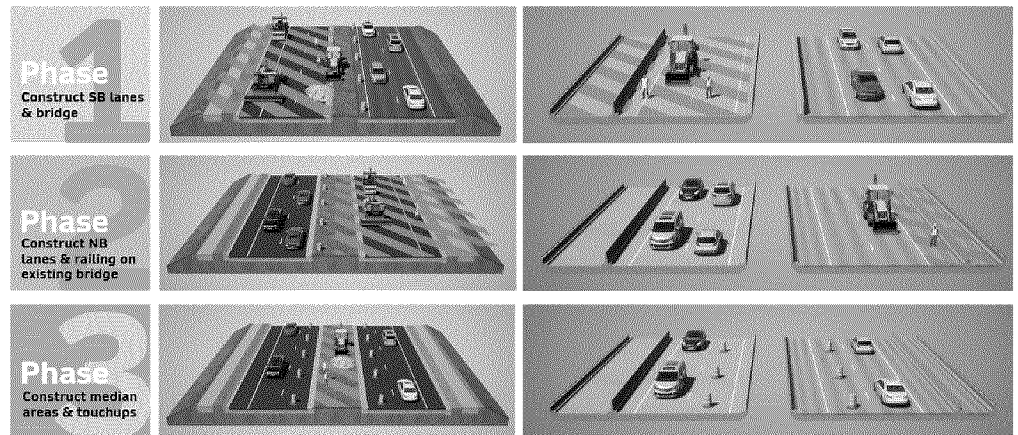 1
Phase
Construct SB lanes
& bridge
2
Phase
Construct NB
lanes & railing on
existing bridge
3
Phase
Construct median
areas & touchups